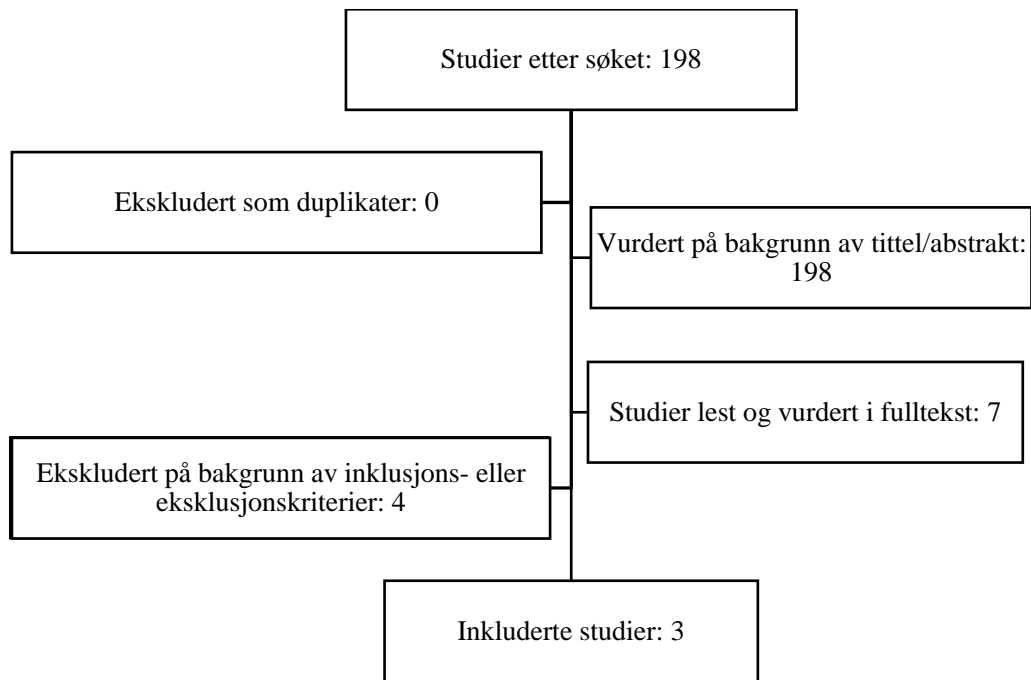 Studier etter søket: 198
Ekskludert som duplikater: 0
Vurdert på bakgrunn av tittel/abstrakt:
198
Studier lest og vurdert i fulltekst: 7
Ekskludert på bakgrunn av inklusjons- eller
eksklusjonskriterier: 4
Inkluderte studier: 3